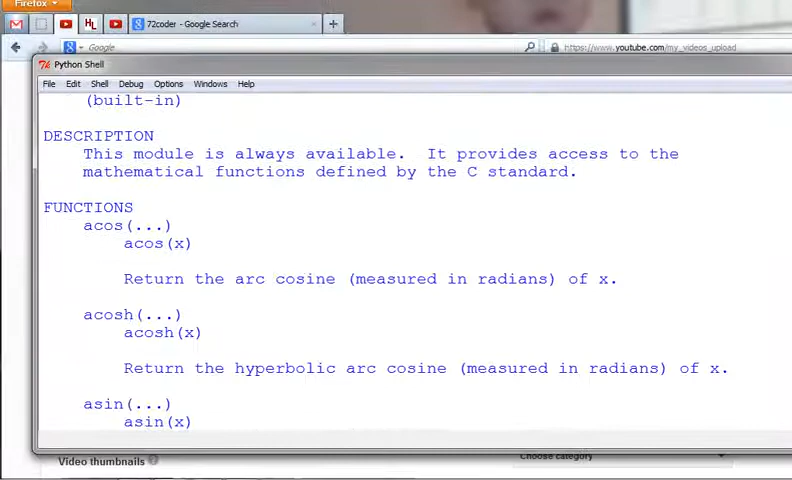 Firefox
72coder - Google Search
Google
https://www.youtube.com/my_videos_upload
Python Shell
File Edit Shell Debug Options Windows Help
(built-in)
DESCRIPTION
This module is always available. It provides access to the
mathematical functions defined by the C standard.
FUNCTIONS
acos(...)
acos(x)
Return the arc cosine (measured in radians) of x.
acosh(...)
acosh(x)
Return the hyperbolic arc cosine (measured in radians) of x.
asin(...)
asin(x)
Video thumbnails
Choose category